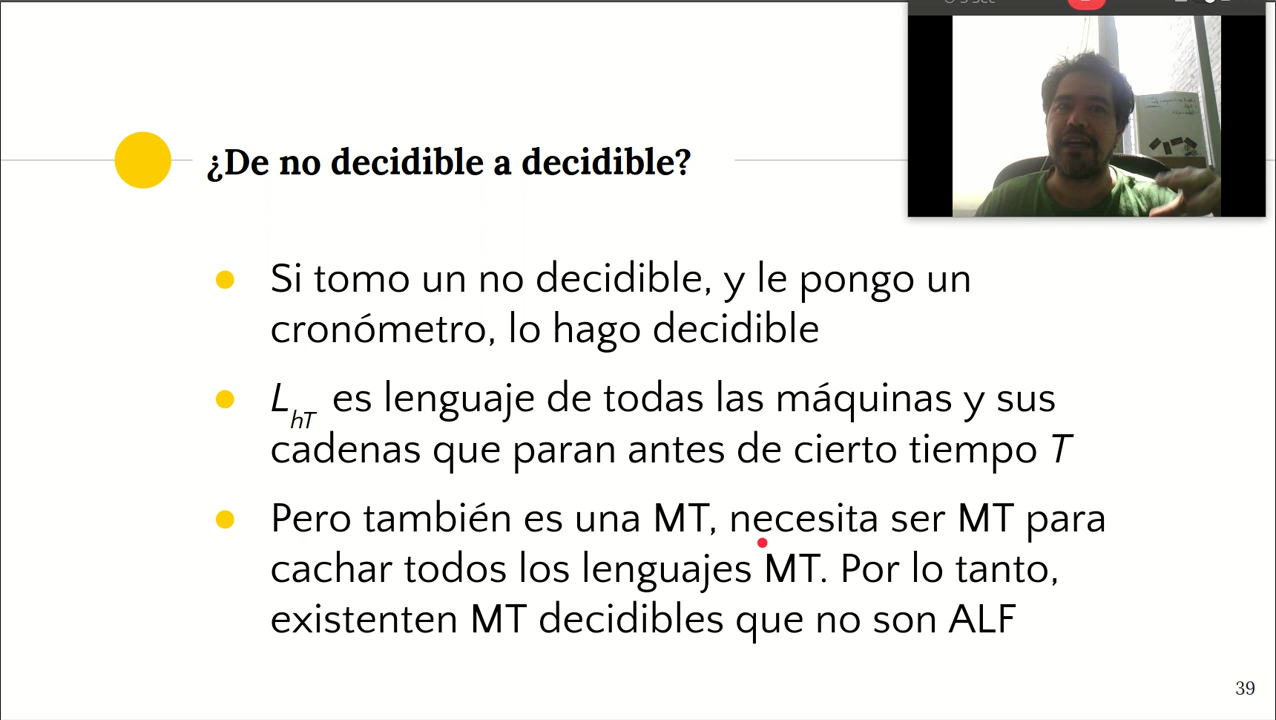 ¿De no decidible a decidible?
Si tomo un no decidible, y le pongo un
cronómetro, lo hago decidible
L_hT es lenguaje de todas las máquinas y sus
cadenas que paran antes de cierto tiempo T
Pero también es una MT, necesita ser MT para
cachar todos los lenguajes MT. Por lo tanto,
existenten MT decidibles que no son ALF
39